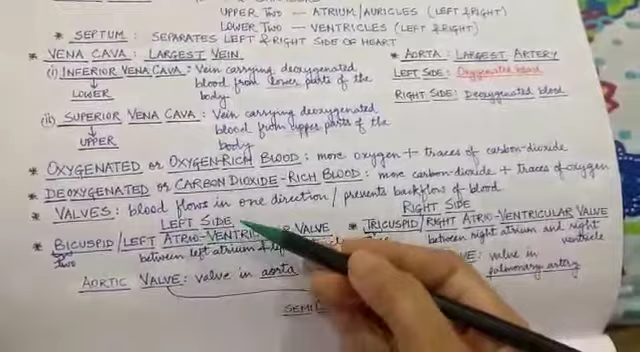 UPPER TWO — ATRIUM/AURICLES (LEFT & RIGHT)
LOWER TWO — VENTRICLES (LEFT & RIGHT)
* SEPTUM: SEPARATES LEFT & RIGHT SIDE OF HEART
* VENA CAVA: LARGEST VEIN
(i) INFERIOR VENA CAVA: Vein carrying deoxygenated
blood from lower parts of the
body
LOWER
(ii) SUPERIOR VENA CAVA: Vein carrying deoxygenated
blood from upper parts of the
body
UPPER
* AORTA: LARGEST ARTERY
LEFT SIDE: Oxygenated blood
RIGHT SIDE: Deoxygenated blood
* OXYGENATED or OXYGEN-RICH BLOOD: more oxygen + traces of carbon-dioxide
* DEOXYGENATED or CARBON DIOXIDE-RICH BLOOD: more carbon-dioxide + traces of oxygen
* VALVES: blood flows in one direction / prevents backflow of blood
LEFT SIDE
* BICUSPID/LEFT ATRIO-VENTRICULAR VALVE
Two
between left atrium &
AORTIC VALVE: valve in aorta
RIGHT SIDE
* TRICUSPID/RIGHT ATRIO-VENTRICULAR VALVE
between right atrium and right
ventricle
valve in
pulmonary artery